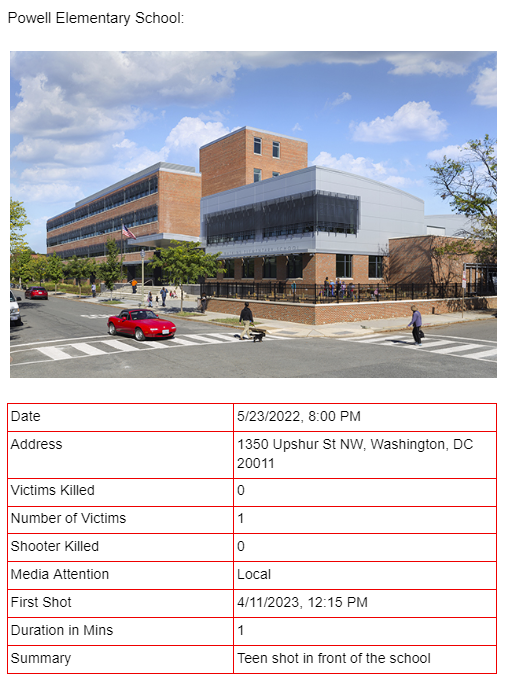 Powell Elementary School:
Date 5/23/2022, 8:00 PM
Address 1350 Upshur St NW, Washington, DC
20011
Victims Killed 0
Number of Victims 1
Shooter Killed 0
Media Attention Local
First Shot 4/11/2023, 12:15 PM
Duration in Mins 1
Summary Teen shot in front of the school